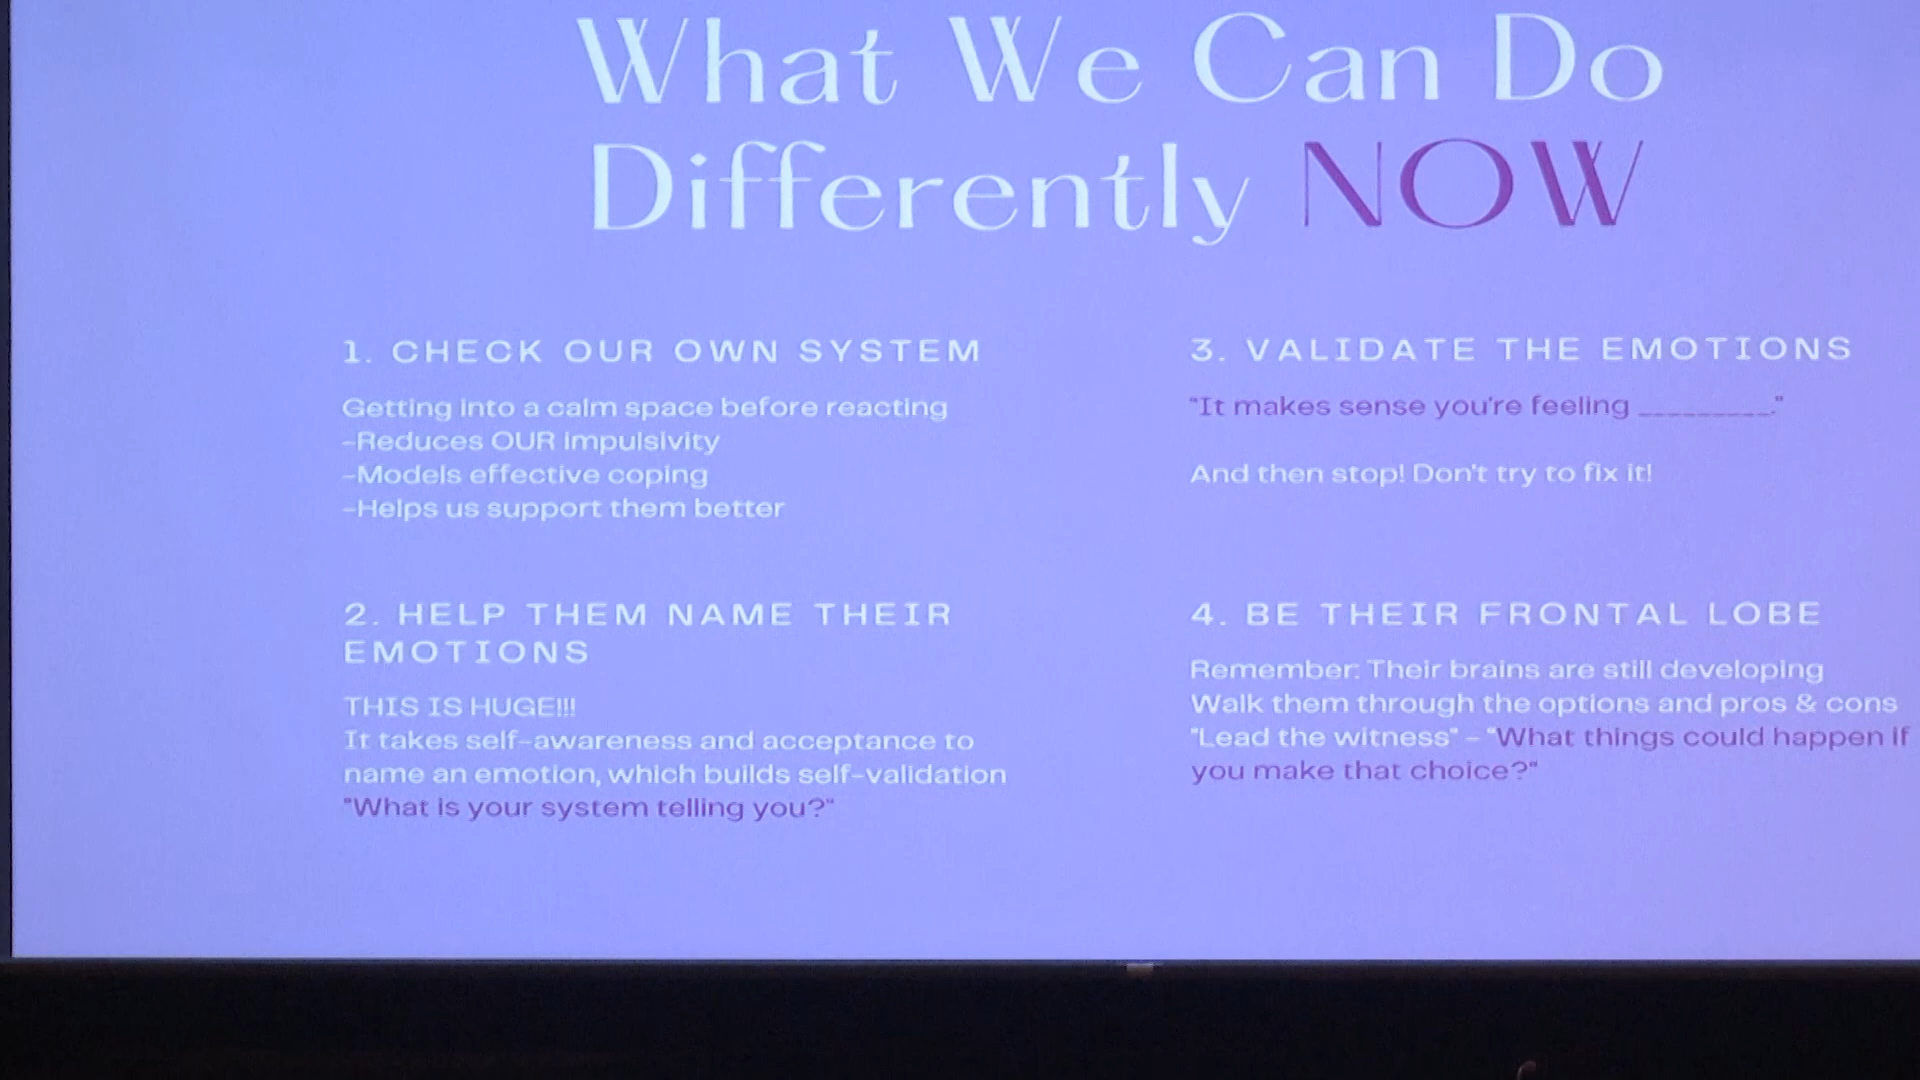 What We Can Do
Differently NOW
1. CHECK OUR OWN SYSTEM
Getting into a calm space before reacting
-Reduces OUR impulsivity
-Models effective coping
-Helps us support them better
2. HELP THEM NAME THEIR
EMOTIONS
THIS IS HUGE!!!
It takes self-awareness and acceptance to
name an emotion, which builds self-validation
"What is your system telling you?"
3. VALIDATE THE EMOTIONS
"It makes sense you're feeling _________."
And then stop! Don't try to fix it!
4. BE THEIR FRONTAL LOBE
Remember: Their brains are still developing
Walk them through the options and pros & cons
"Lead the witness" - "What things could happen if
you make that choice?"